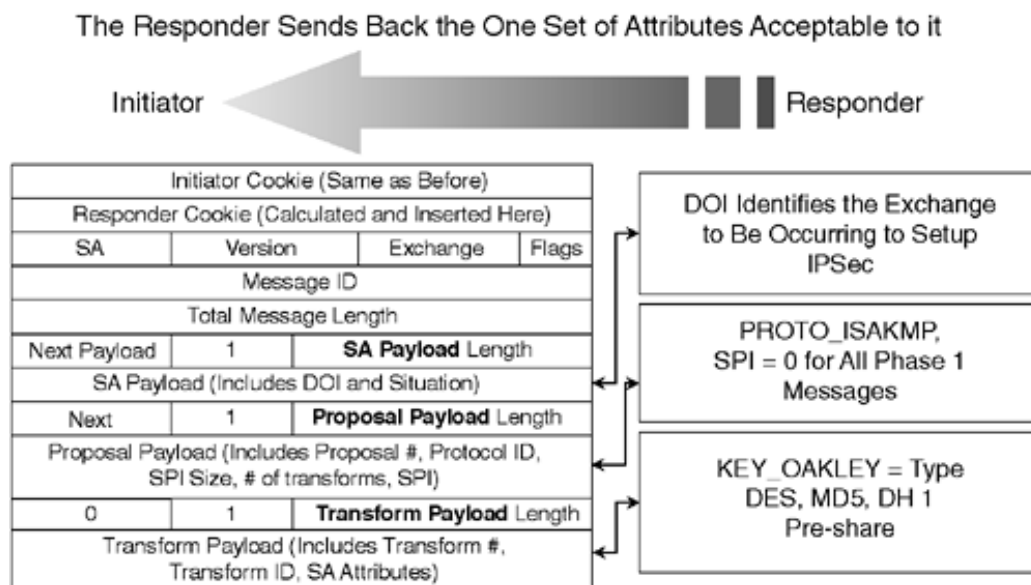 The Responder Sends Back the One Set of Attributes Acceptable to it
Initiator
Responder
Initiator Cookie (Same as Before)
Responder Cookie (Calculated and Inserted Here)
SA Version Exchange Flags
Message ID
Total Message Length
Next Payload 1 SA Payload Length
SA Payload (Includes DOI and Situation)
Next 1 Proposal Payload Length
Proposal Payload (Includes Proposal #, Protocol ID,
SPI Size, # of transforms, SPI)
0 1 Transform Payload Length
Transform Payload (Includes Transform #,
Transform ID, SA Attributes)
DOI Identifies the Exchange
to Be Occurring to Setup
IPSec
PROTO_ISAKMP,
SPI = 0 for All Phase 1
Messages
KEY_OAKLEY = Type
DES, MD5, DH 1
Pre-share